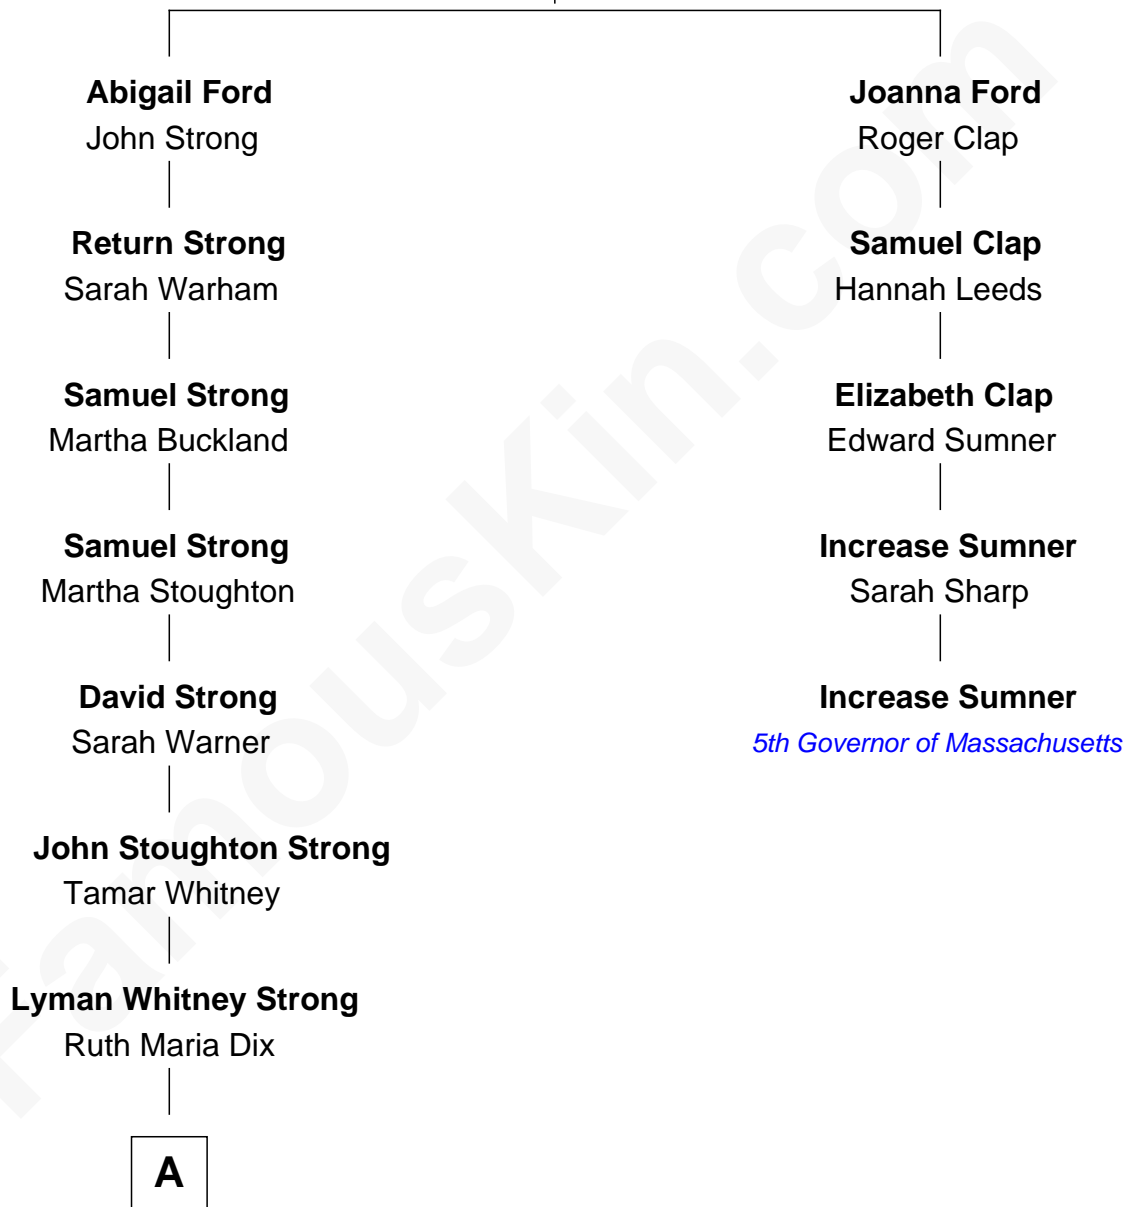 Abigail Ford
John Strong
Joanna Ford
Roger Clap
Return Strong
Sarah Warham
Samuel Clap
Hannah Leeds
Samuel Strong
Martha Buckland
Elizabeth Clap
Edward Sumner
Samuel Strong
Martha Stoughton
Increase Sumner
Sarah Sharp
David Strong
Sarah Warner
Increase Sumner
5th Governor of Massachusetts
John Stoughton Strong
Tamar Whitney
Lyman Whitney Strong
Ruth Maria Dix
A
FamousKin.com